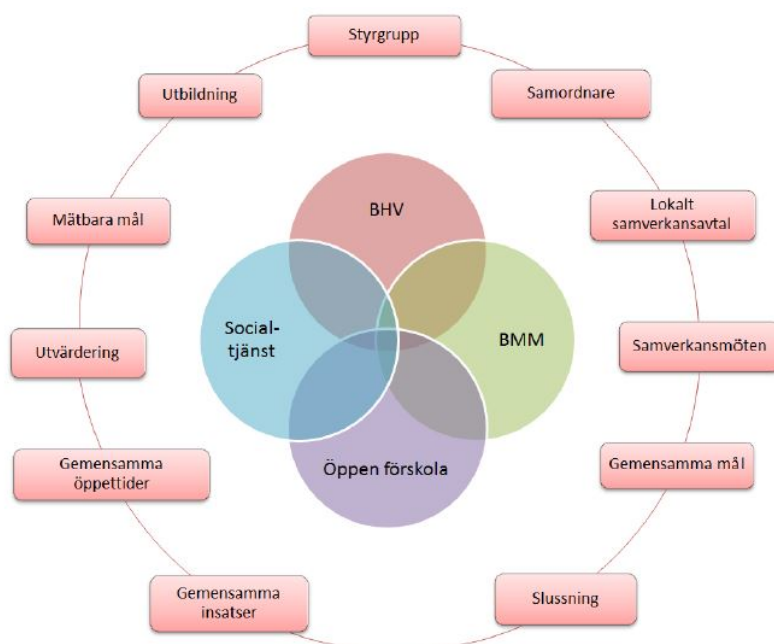 Styrgrupp
Utbildning
Samordnare
BHV
Mätbara mål
Lokalt
samverkansavtal
Social-
tjänst
BMM
Utvärdering
Samverkansmöten
Öppen förskola
Gemensamma
öppettider
Gemensamma mål
Gemensamma
insatser
Slussning